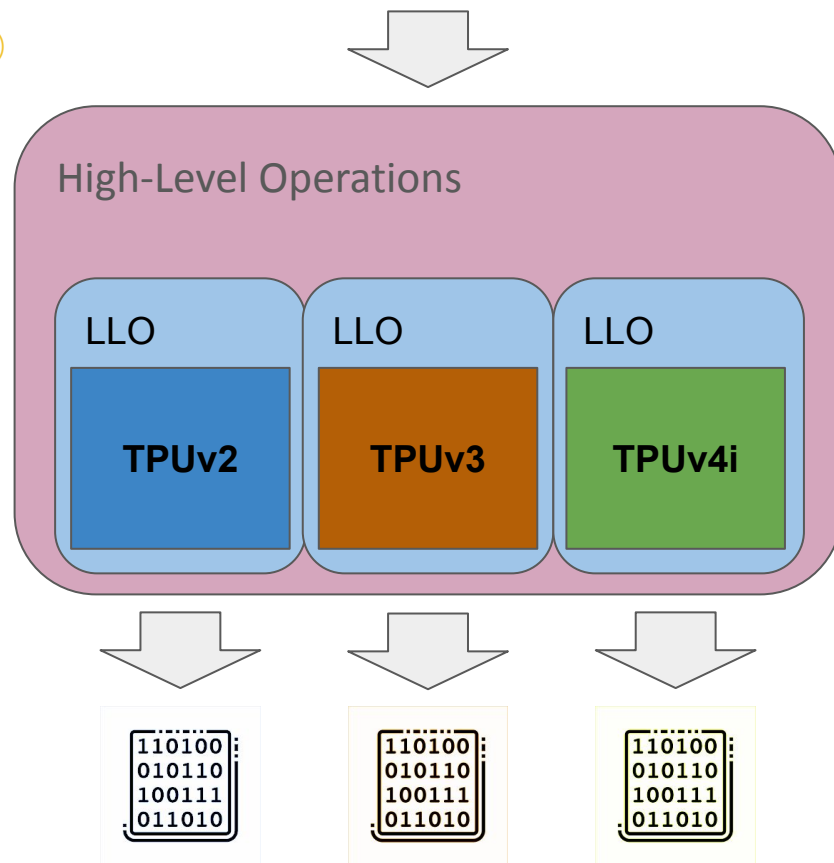 High-Level Operations
LLO LLO LLO
TPUv2 TPUv3 TPUv4i
110100 110100 110100
010110 010110 010110
100111 100111 100111
011010 011010 011010